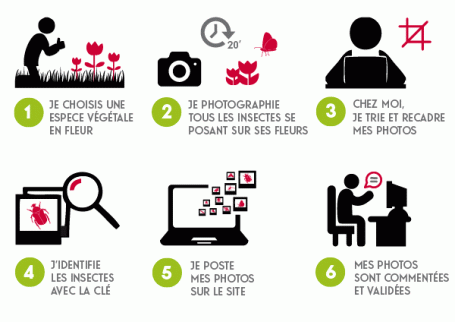 20'
1 JE CHOISIS UNE
ESPECE VÉGÉTALE
EN FLEUR
2 JE PHOTOGRAPHIE
TOUS LES INSECTES SE
POSANT SUR SES FLEURS
3 CHEZ MOI,
JE TRIE ET RECADRE
MES PHOTOS
4 J'IDENTIFIE
LES INSECTES
AVEC LA CLÉ
5 JE POSTE
MES PHOTOS
SUR LE SITE
6 MES PHOTOS
SONT COMMENTÉES
ET VALIDÉES